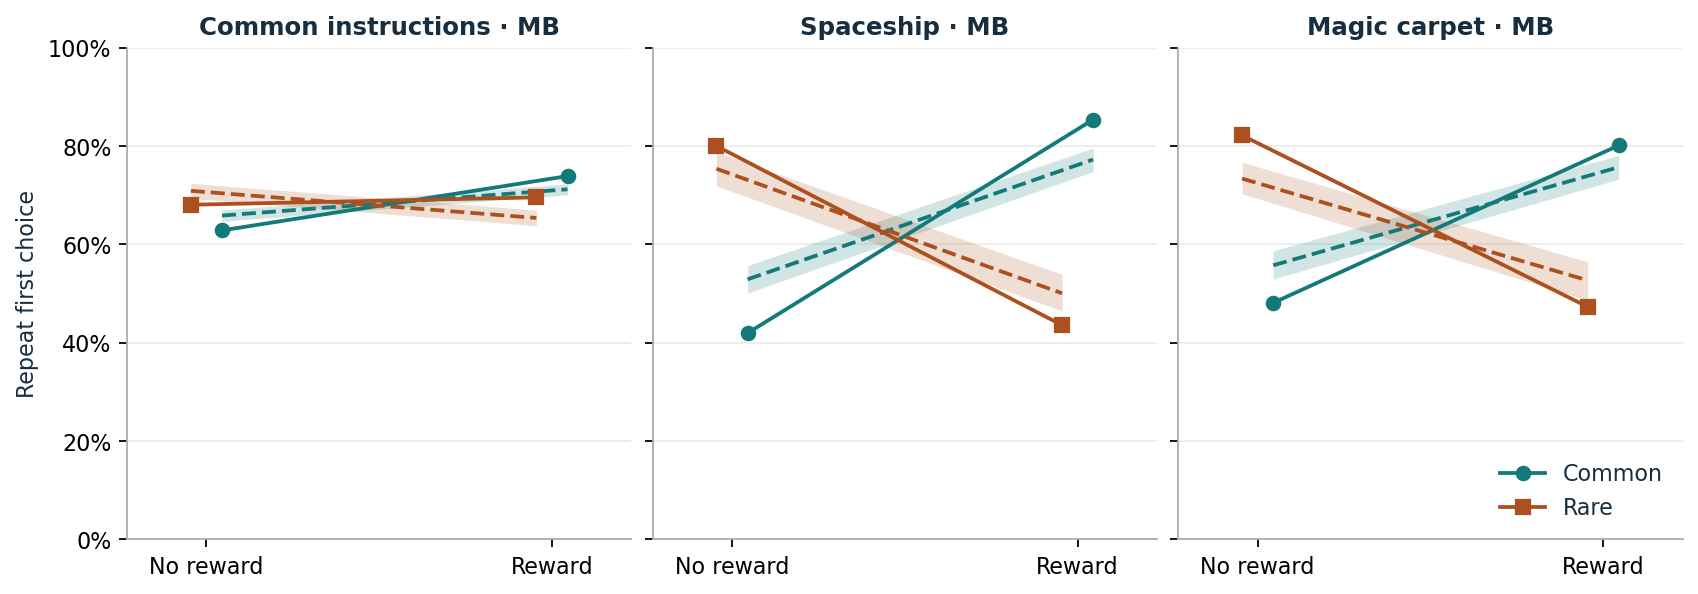 Common instructions · MB
Spaceship · MB
Magic carpet · MB
Repeat first choice
100%
80%
60%
40%
20%
0%
No reward
Reward
No reward
Reward
No reward
Reward
Common
Rare